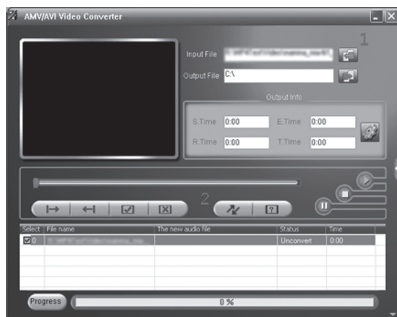 AMV/AVI Video Converter
1
Input File
Output File C:\
Output Info
S.Time 0:00 E.Time 0:00
R.Time 0:00 T.Time 0:00
2
Select File name The new audio file Status Time
0 Unconvert 0:00
Progress 0 %